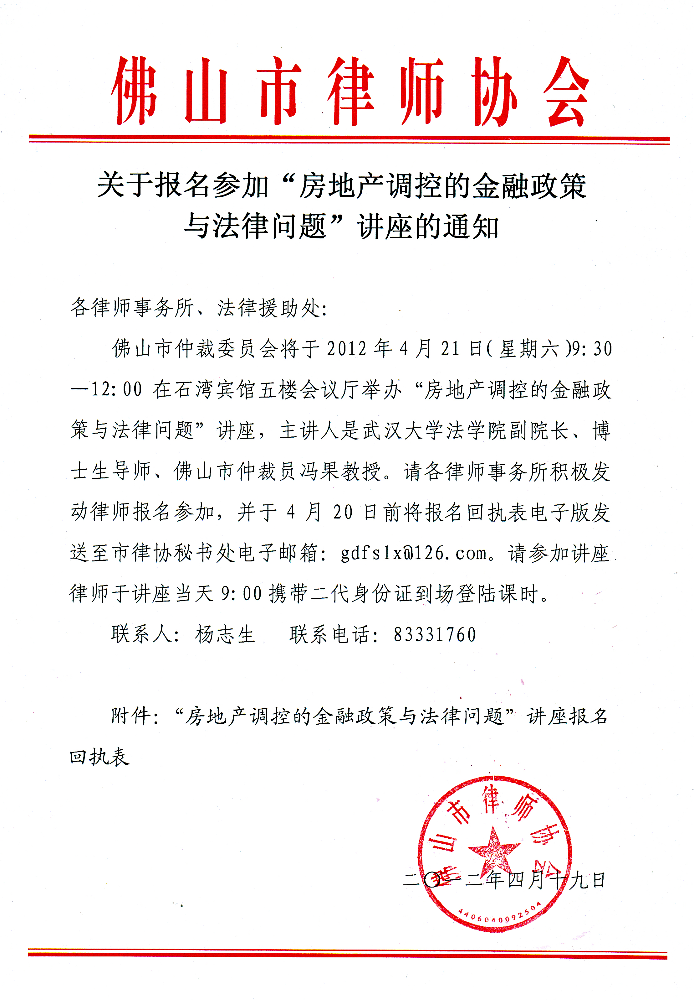 佛山市律师协会
关于报名参加“房地产调控的金融政策
与法律问题”讲座的通知
各律师事务所、法律援助处：
佛山市仲裁委员会将于 2012 年 4 月 21 日(星期六)9:30
—12:00 在石湾宾馆五楼会议厅举办“房地产调控的金融政
策与法律问题”讲座，主讲人是武汉大学法学院副院长、博
士生导师、佛山市仲裁员冯果教授。请各律师事务所积极发
动律师报名参加，并于 4 月 20 日前将报名回执表电子版发
送至市律协秘书处电子邮箱：gdfslx@126.com。请参加讲座
律师于讲座当天 9:00 携带二代身份证到场登陆课时。
联系人：杨志生 联系电话：83331760
附件：“房地产调控的金融政策与法律问题”讲座报名
回执表
佛山市律师协会
二〇一二年四月十九日
4406040092504